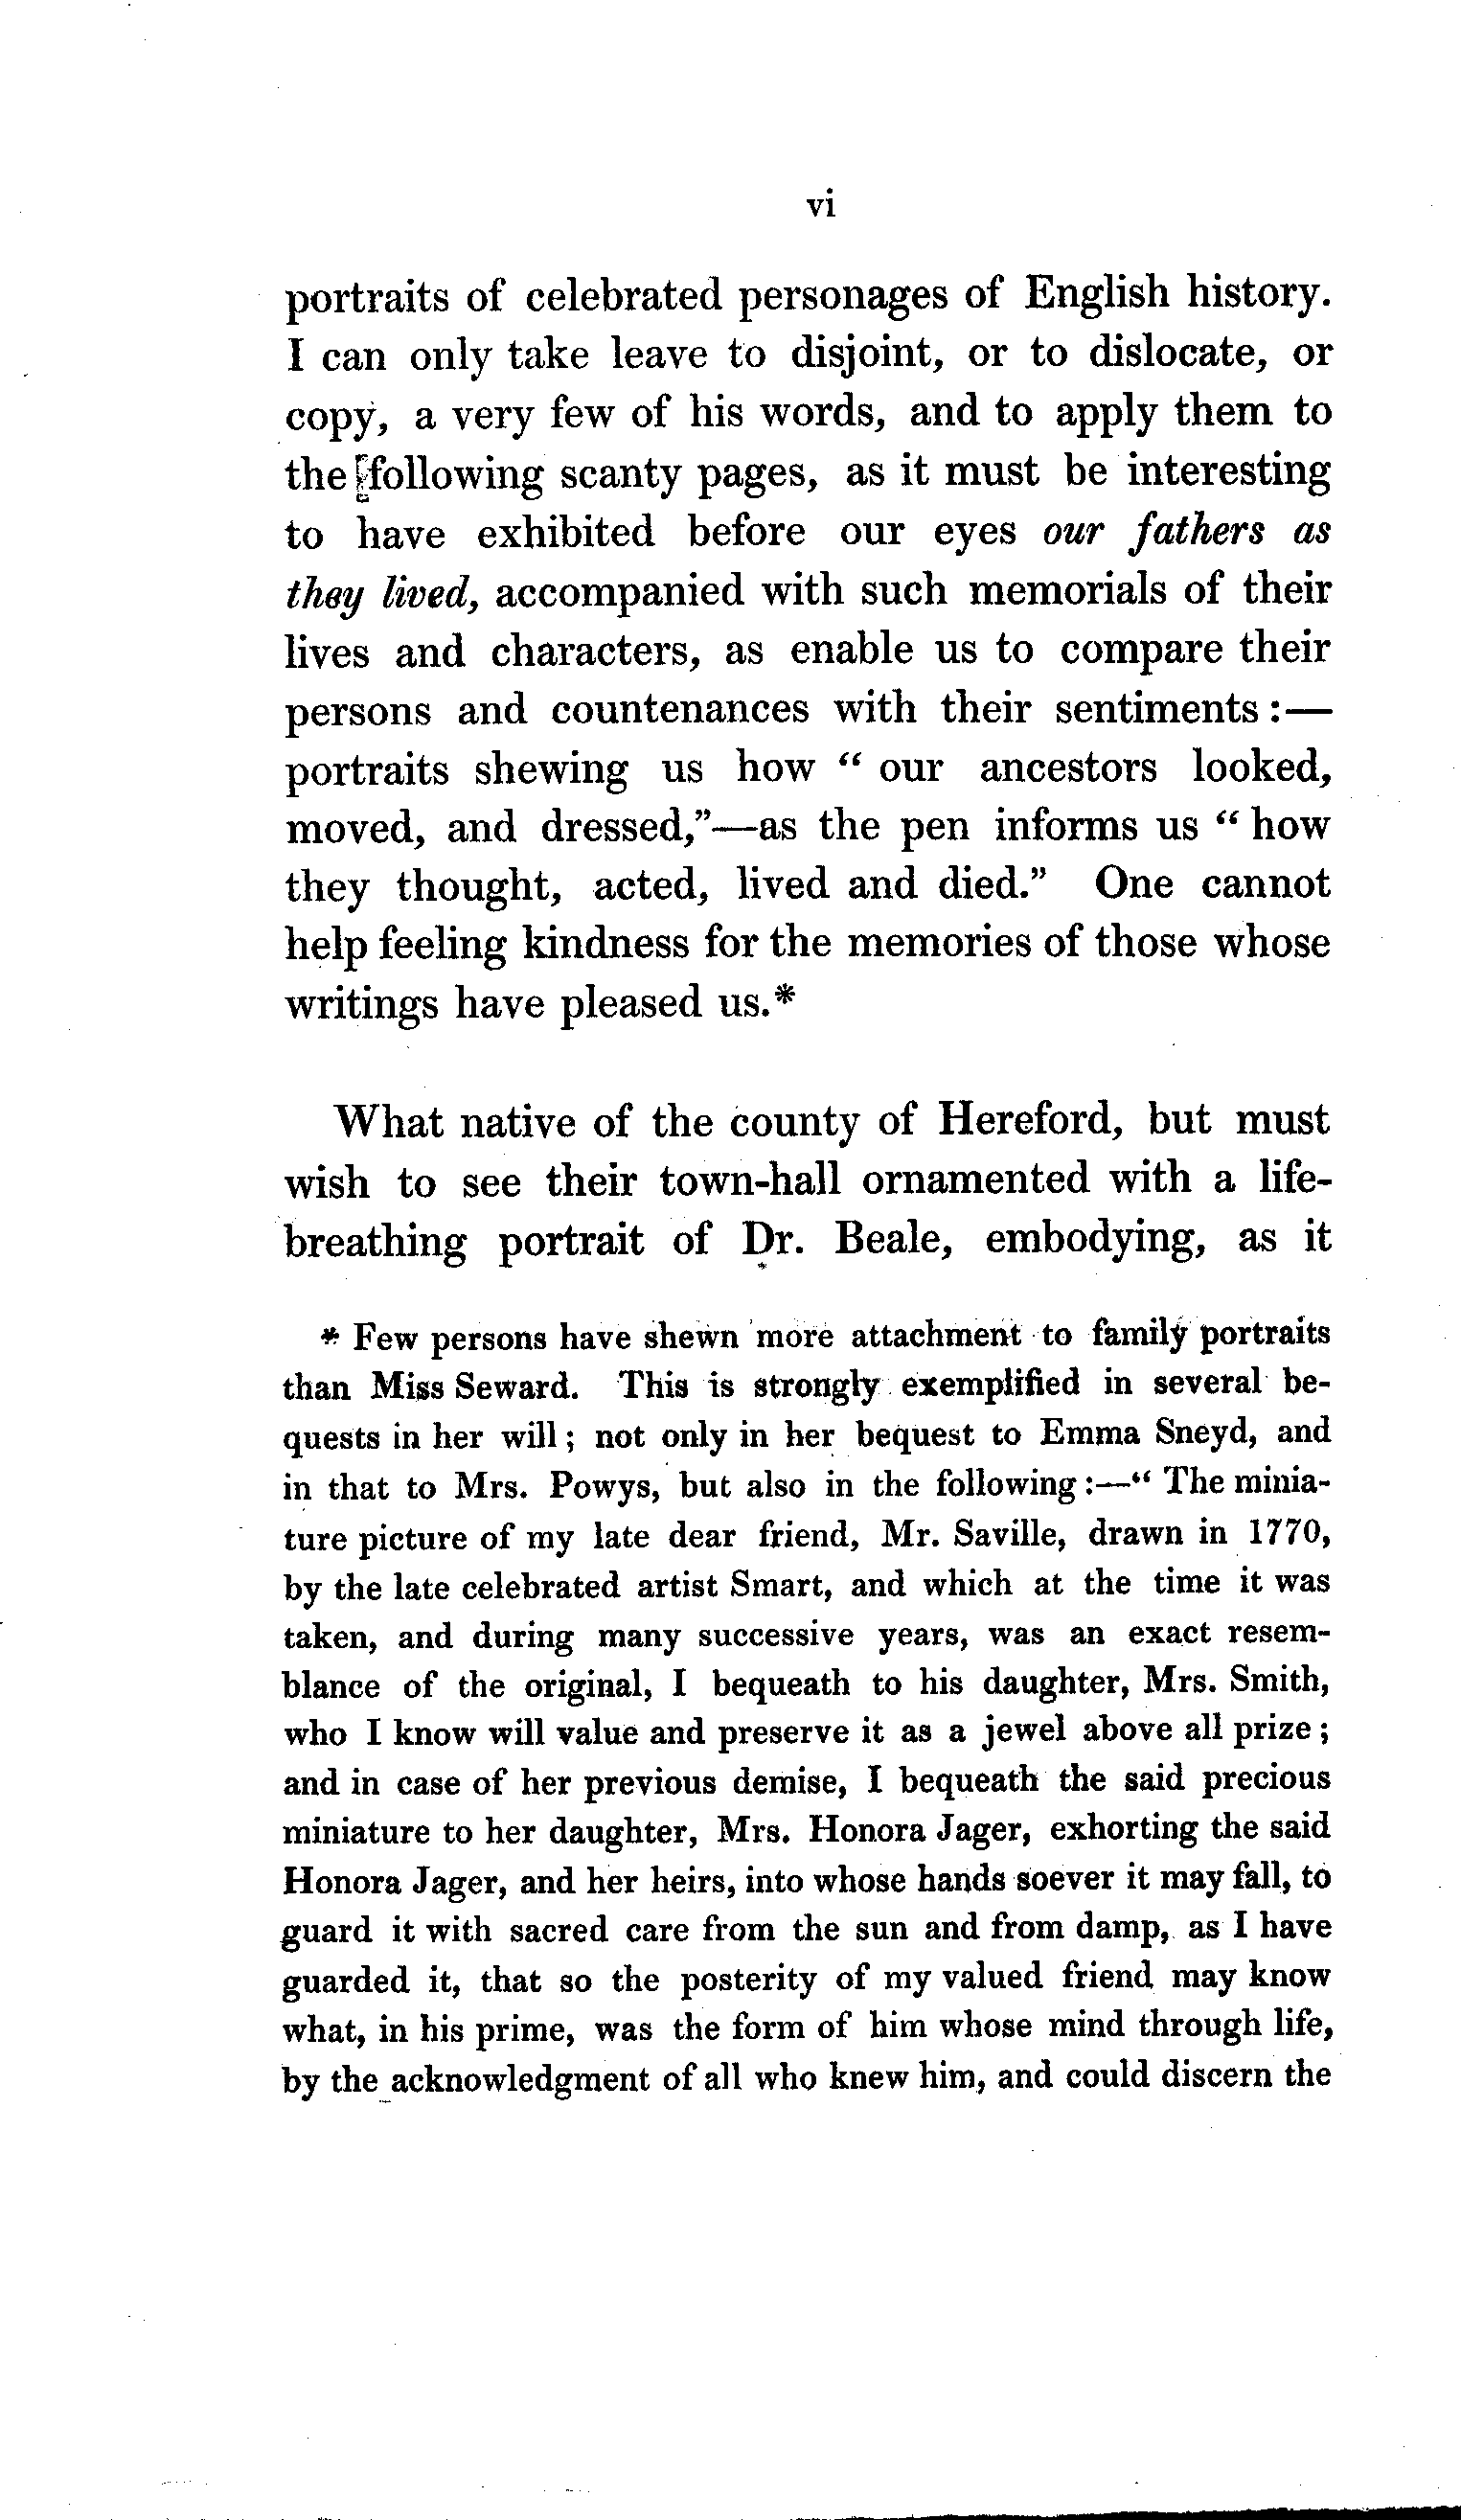 vi
portraits of celebrated personages of English history.
I can only take leave to disjoint, or to dislocate, or
copy, a very few of his words, and to apply them to
the following scanty pages, as it must be interesting
to have exhibited before our eyes our fathers as
they lived, accompanied with such memorials of their
lives and characters, as enable us to compare their
persons and countenances with their sentiments:—
portraits shewing us how " our ancestors looked,
moved, and dressed,"—as the pen informs us " how
they thought, acted, lived and died." One cannot
help feeling kindness for the memories of those whose
writings have pleased us.*
What native of the county of Hereford, but must
wish to see their town-hall ornamented with a life-
breathing portrait of Dr. Beale, embodying, as it
* Few persons have shewn more attachment to family portraits
than Miss Seward. This is strongly exemplified in several be-
quests in her will; not only in her bequest to Emma Sneyd, and
in that to Mrs. Powys, but also in the following:—" The minia-
ture picture of my late dear friend, Mr. Saville, drawn in 1770,
by the late celebrated artist Smart, and which at the time it was
taken, and during many successive years, was an exact resem-
blance of the original, I bequeath to his daughter, Mrs. Smith,
who I know will value and preserve it as a jewel above all prize;
and in case of her previous demise, I bequeath the said precious
miniature to her daughter, Mrs. Honora Jager, exhorting the said
Honora Jager, and her heirs, into whose hands soever it may fall, to
guard it with sacred care from the sun and from damp, as I have
guarded it, that so the posterity of my valued friend may know
what, in his prime, was the form of him whose mind through life,
by the acknowledgment of all who knew him, and could discern the